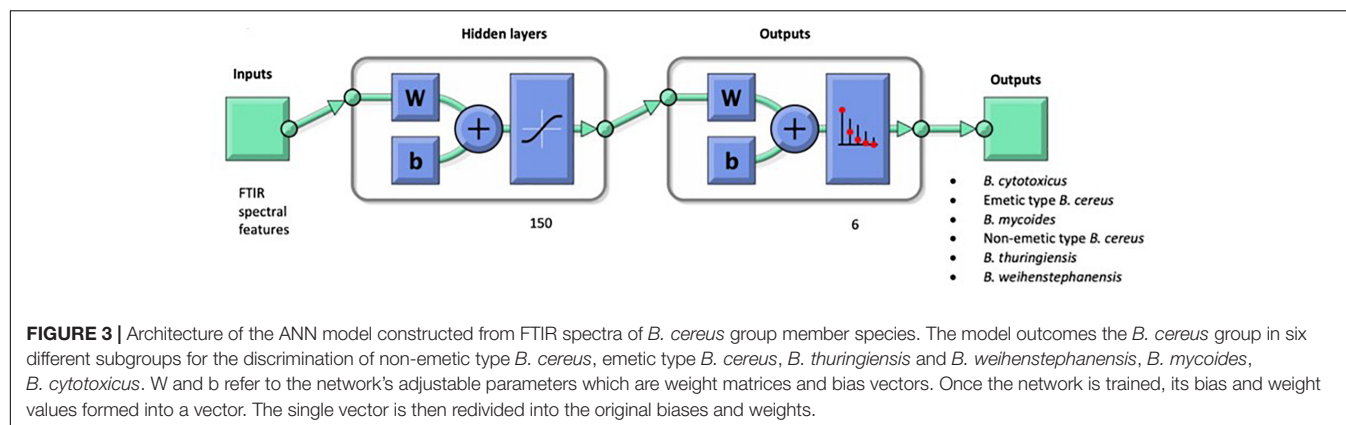 Hidden layers
Outputs
Inputs
Outputs
W
b
+
W
b
+
FTIR
spectral
features
150
6
• B. cytotoxicus
• Emetic type B. cereus
• B. mycoides
• Non-emetic type B. cereus
• B. thuringiensis
• B. weihenstephanensis
FIGURE 3 | Architecture of the ANN model constructed from FTIR spectra of B. cereus group member species. The model outcomes the B. cereus group in six
different subgroups for the discrimination of non-emetic type B. cereus, emetic type B. cereus, B. thuringiensis and B. weihenstephanensis, B. mycoides,
B. cytotoxicus. W and b refer to the network's adjustable parameters which are weight matrices and bias vectors. Once the network is trained, its bias and weight
values formed into a vector. The single vector is then redivided into the original biases and weights.